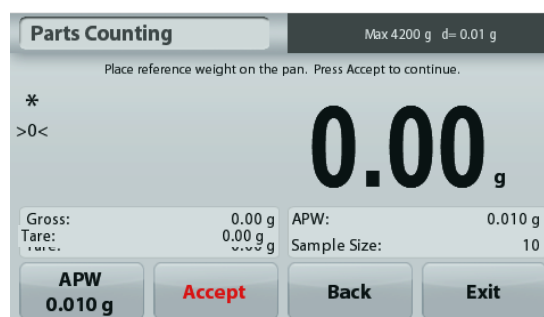 Parts Counting
Max 4200 g d= 0.01 g
Place reference weight on the pan. Press Accept to continue.
*
>0<
0.00 g
Gross: 0.00 g
Tare: 0.00 g
APW: 0.010 g
Sample Size: 10
APW
0.010 g
Accept
Back
Exit